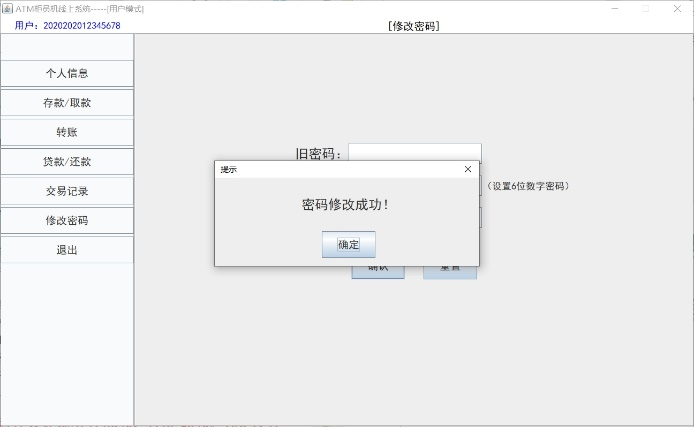 ATM柜员机线上系统-----[用户模式]
用户：2020202012345678
[修改密码]
个人信息
存款/取款
转账
贷款/还款
交易记录
修改密码
退出
旧密码：
提示
（设置6位数字密码）
密码修改成功！
确定
确认
重置